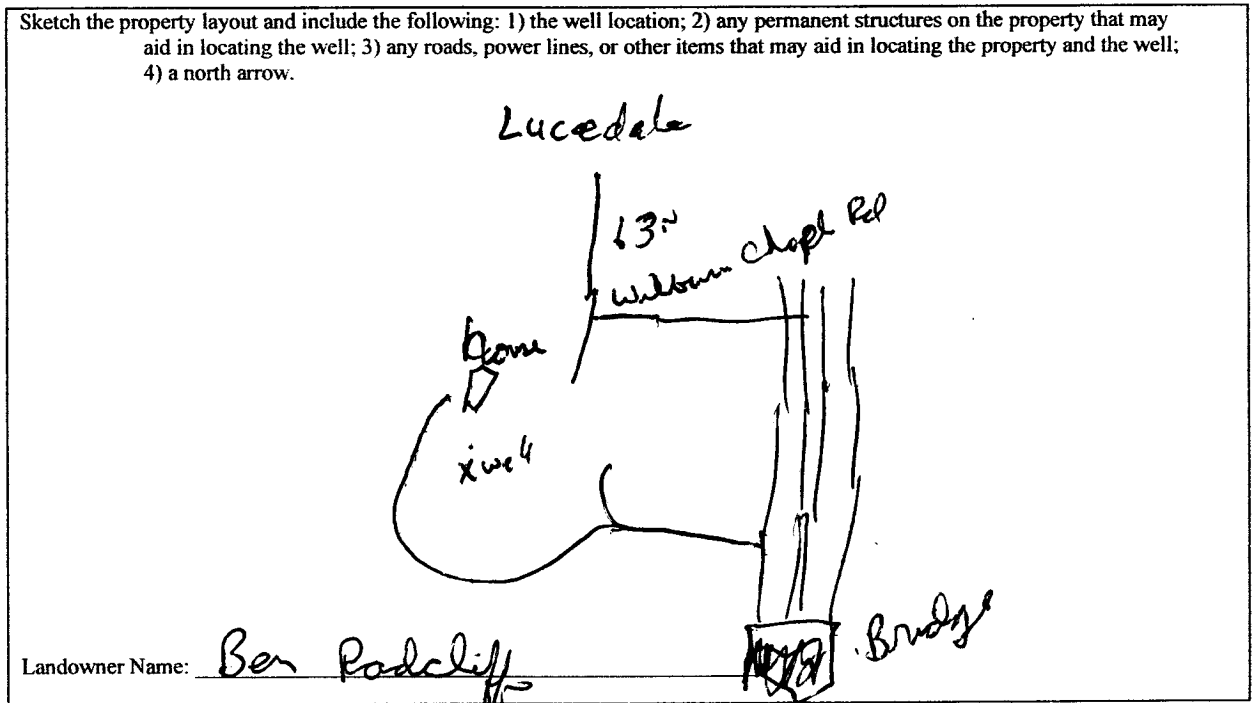 Sketch the property layout and include the following: 1) the well location; 2) any permanent structures on the property that may
aid in locating the well; 3) any roads, power lines, or other items that may aid in locating the property and the well;
4) a north arrow.
Lucedale
63N
Chapl Rd
Home
x well
Bridge
Landowner Name: Ben Radcliff